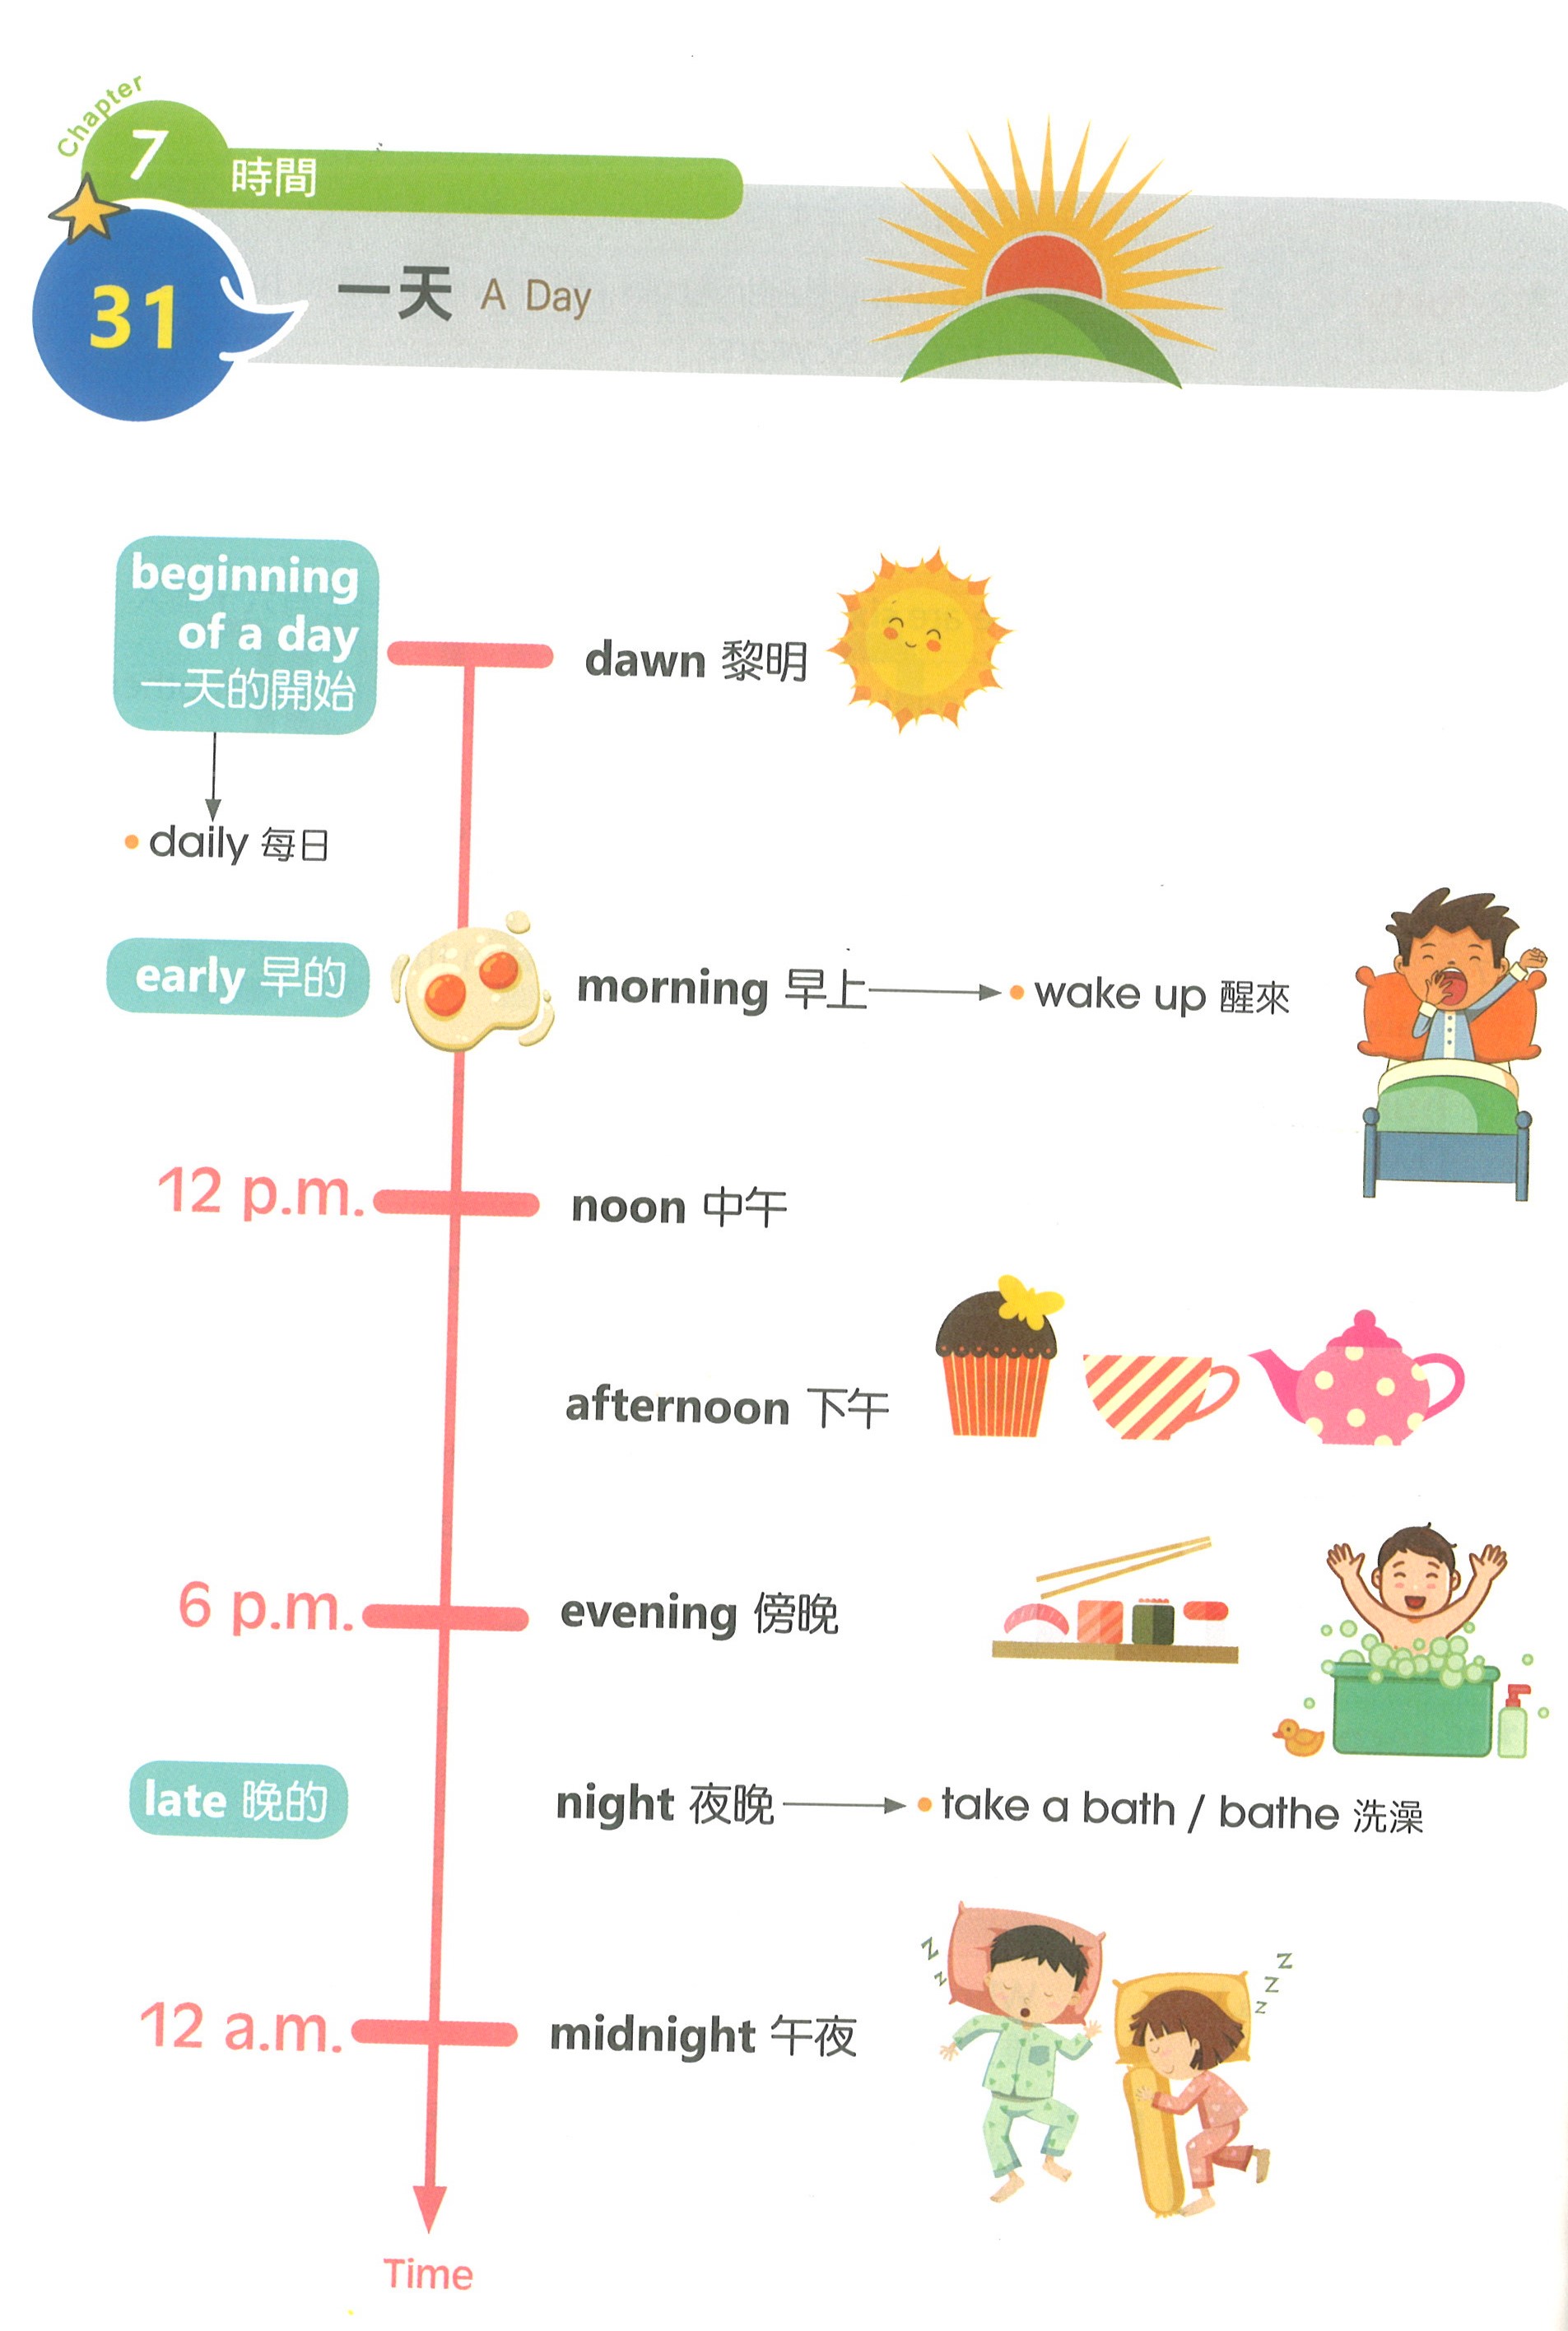 Chapter
7 時間
31 一天 A Day
beginning
of a day
一天的開始
dawn 黎明
• daily 每日
early 早的
morning 早上
• wake up 醒來
12 p.m.
noon 中午
afternoon 下午
6 p.m.
evening 傍晚
late 晚的
night 夜晚
• take a bath / bathe 洗澡
z
z
z
z
z
12 a.m.
midnight 午夜
Time